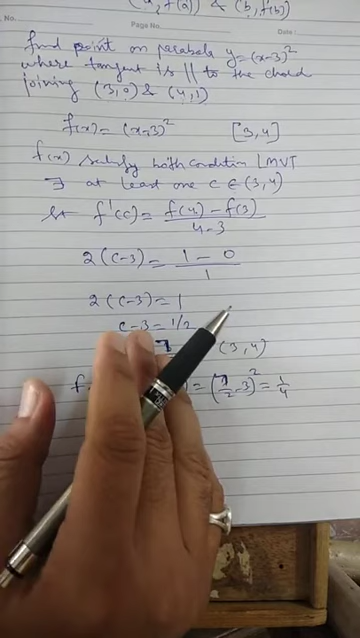 (a, f(a)) & (b, f(b))
No.
Page No.
Date:
find point on parabola y=(x-3)²
where tangent is || to the chord
joining (3,0) & (4,1)
f(x) = (x-3)² [3,4]
f(x) satisfy both condition LMVT
∃ at least one c ∈ (3,4)
st f'(c) = f(4) - f(3) / 4-3
2(c-3) = 1 - 0 / 1
2(c-3) = 1
c-3 = 1/2
7 (3,4)
f = (7/2 -3)² = 1/4